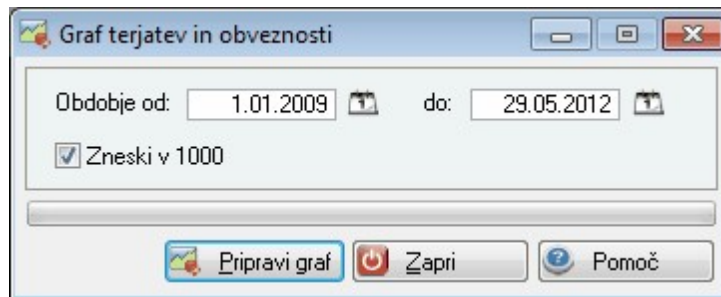 Graf terjatev in obveznosti
Obdobje od: 1.01.2009 do: 29.05.2012
Zneski v 1000
Pripravi graf Zapri Pomoč